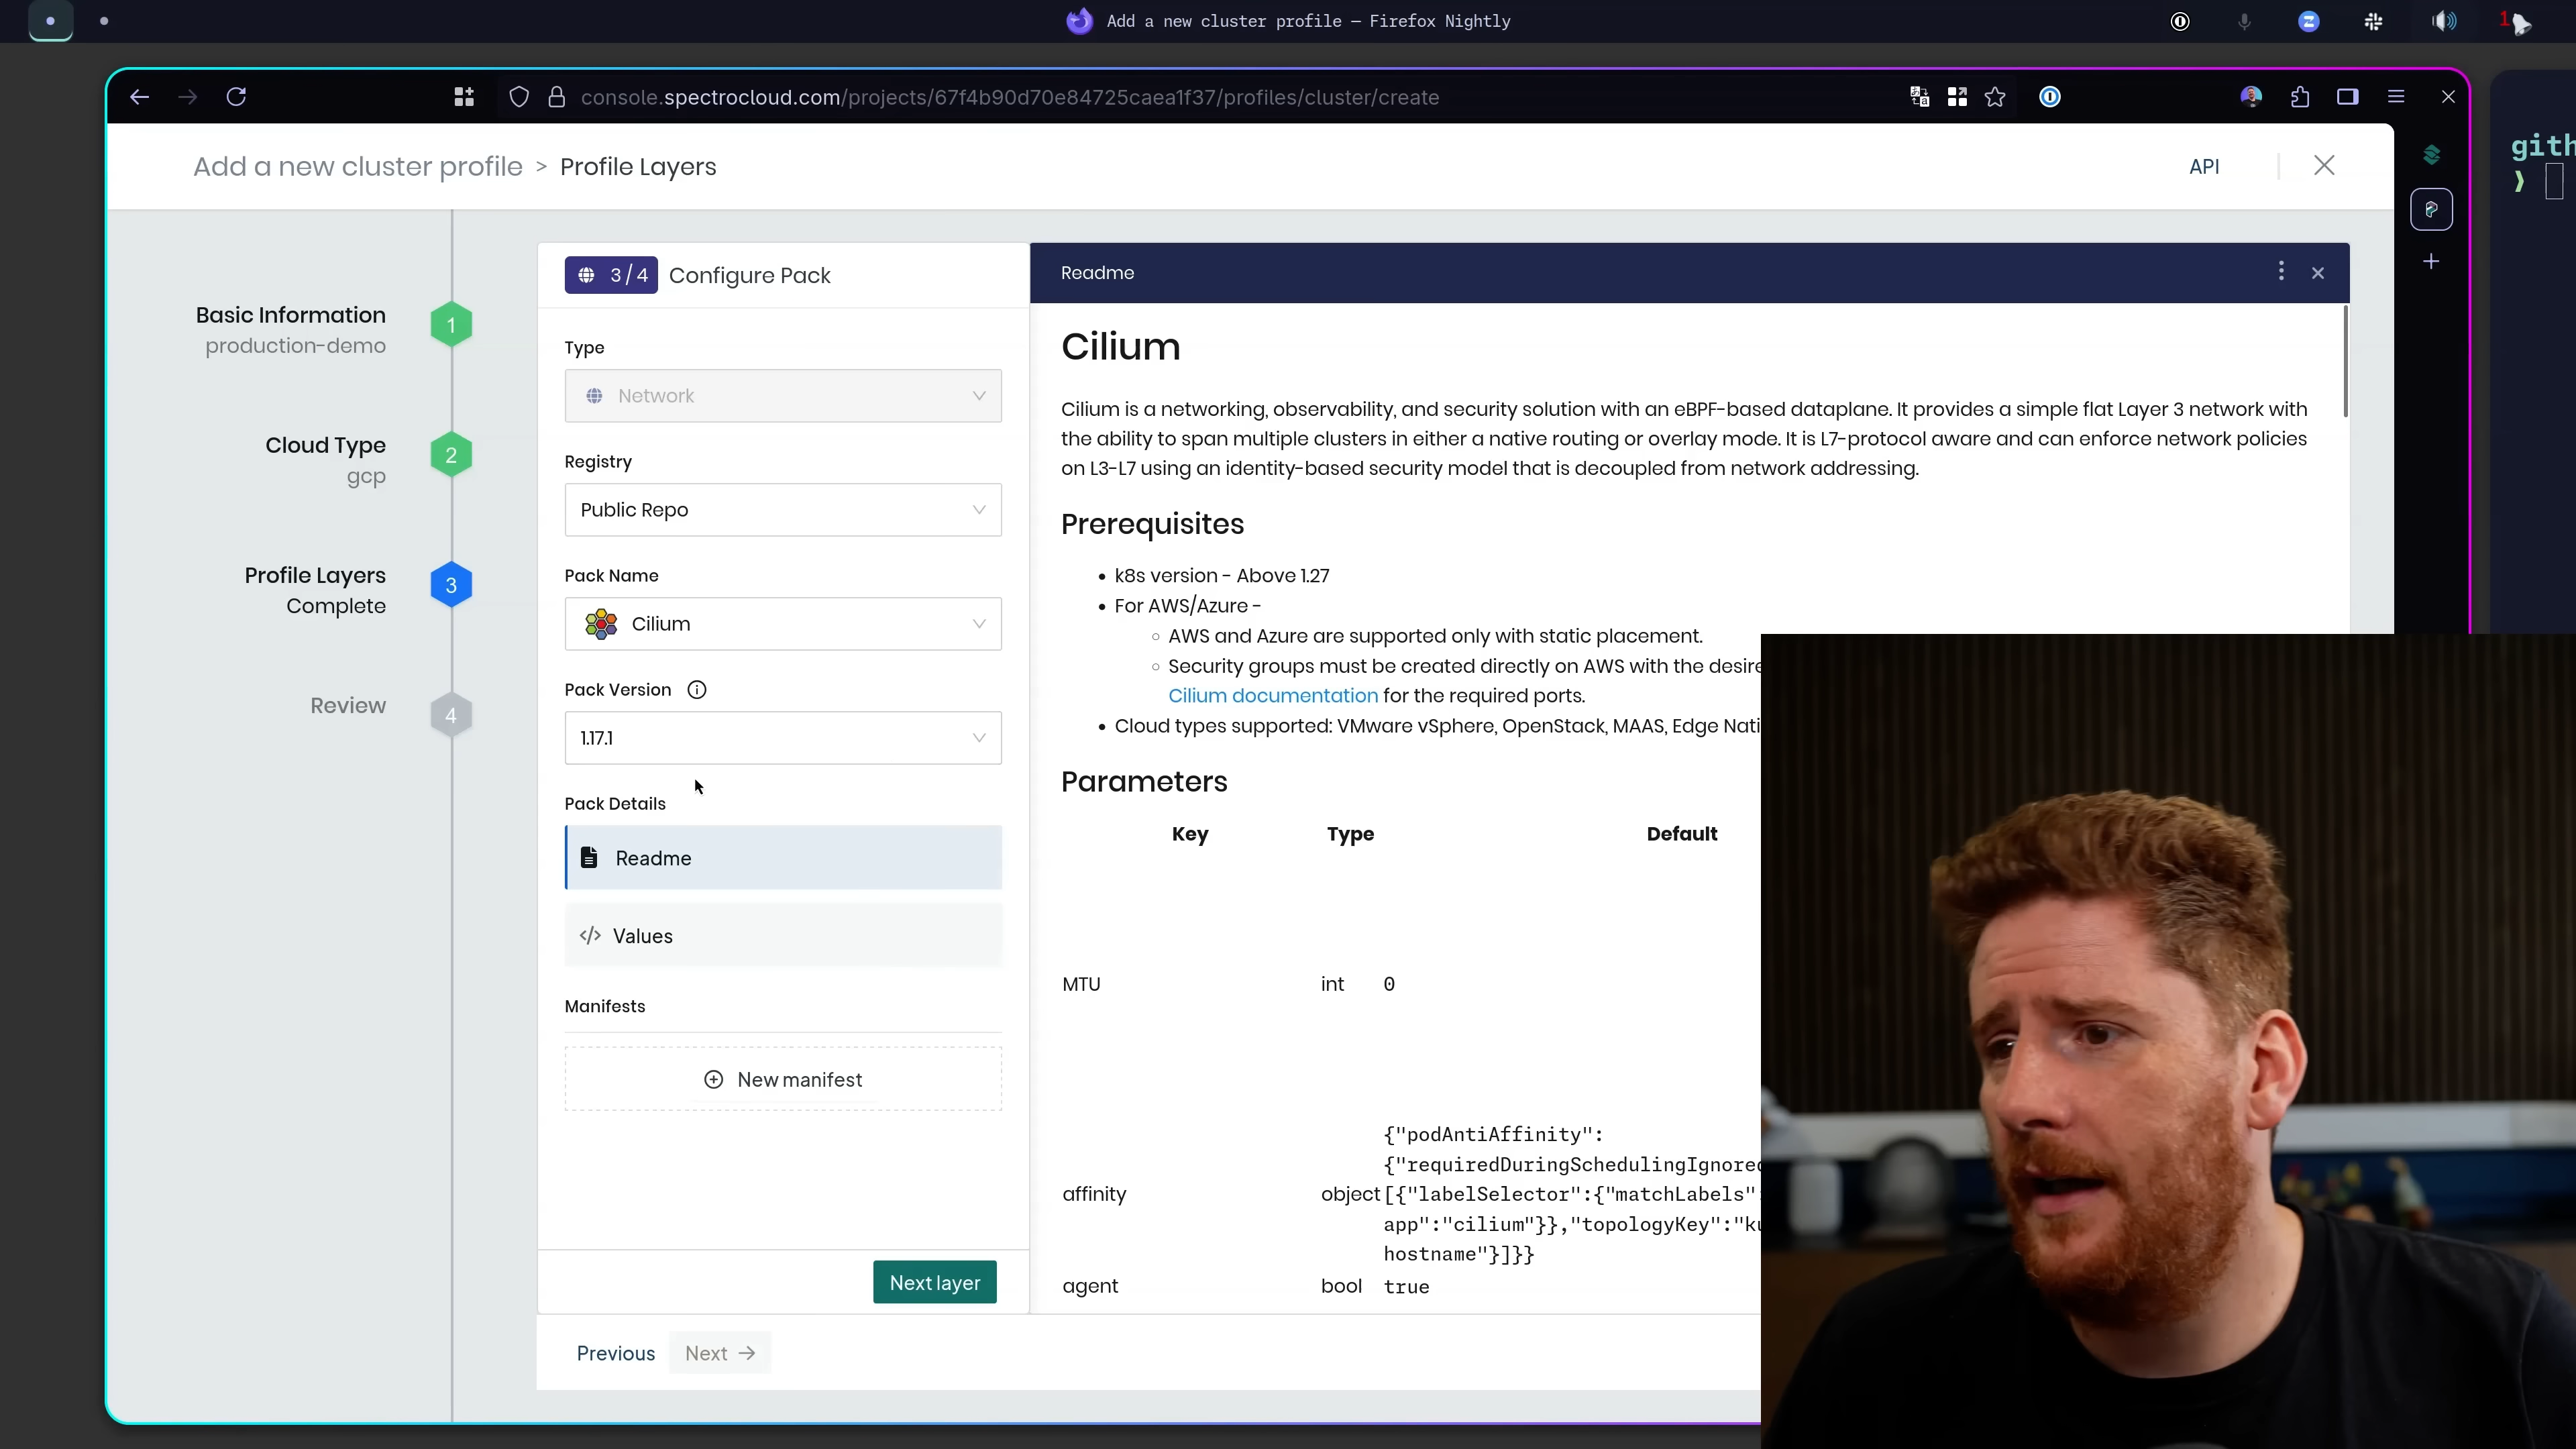 Add a new cluster profile — Firefox Nightly
1
console.spectrocloud.com/projects/67f4b90d70e84725caea1f37/profiles/cluster/create
Add a new cluster profile > Profile Layers
API
gith
Basic Information
production-demo
1
Cloud Type
gcp
2
Profile Layers
Complete
3
Review
4
3/4 Configure Pack
Type
Network
Registry
Public Repo
Pack Name
Cilium
Pack Version
1.17.1
Pack Details
Readme
Values
Manifests
New manifest
Next layer
Previous
Next
Readme
Cilium
Cilium is a networking, observability, and security solution with an eBPF-based dataplane. It provides a simple flat Layer 3 network with
the ability to span multiple clusters in either a native routing or overlay mode. It is L7-protocol aware and can enforce network policies
on L3-L7 using an identity-based security model that is decoupled from network addressing.
Prerequisites
• k8s version - Above 1.27
• For AWS/Azure -
◦ AWS and Azure are supported only with static placement.
◦ Security groups must be created directly on AWS with the desire
Cilium documentation for the required ports.
• Cloud types supported: VMware vSphere, OpenStack, MAAS, Edge Nati
Parameters
Key Type Default
MTU int 0
{"podAntiAffinity":
{"requiredDuringSchedulingIgnored
affinity object [{"labelSelector":{"matchLabels":
app":"cilium"}},"topologyKey":"ku
hostname"}]}}
agent bool true